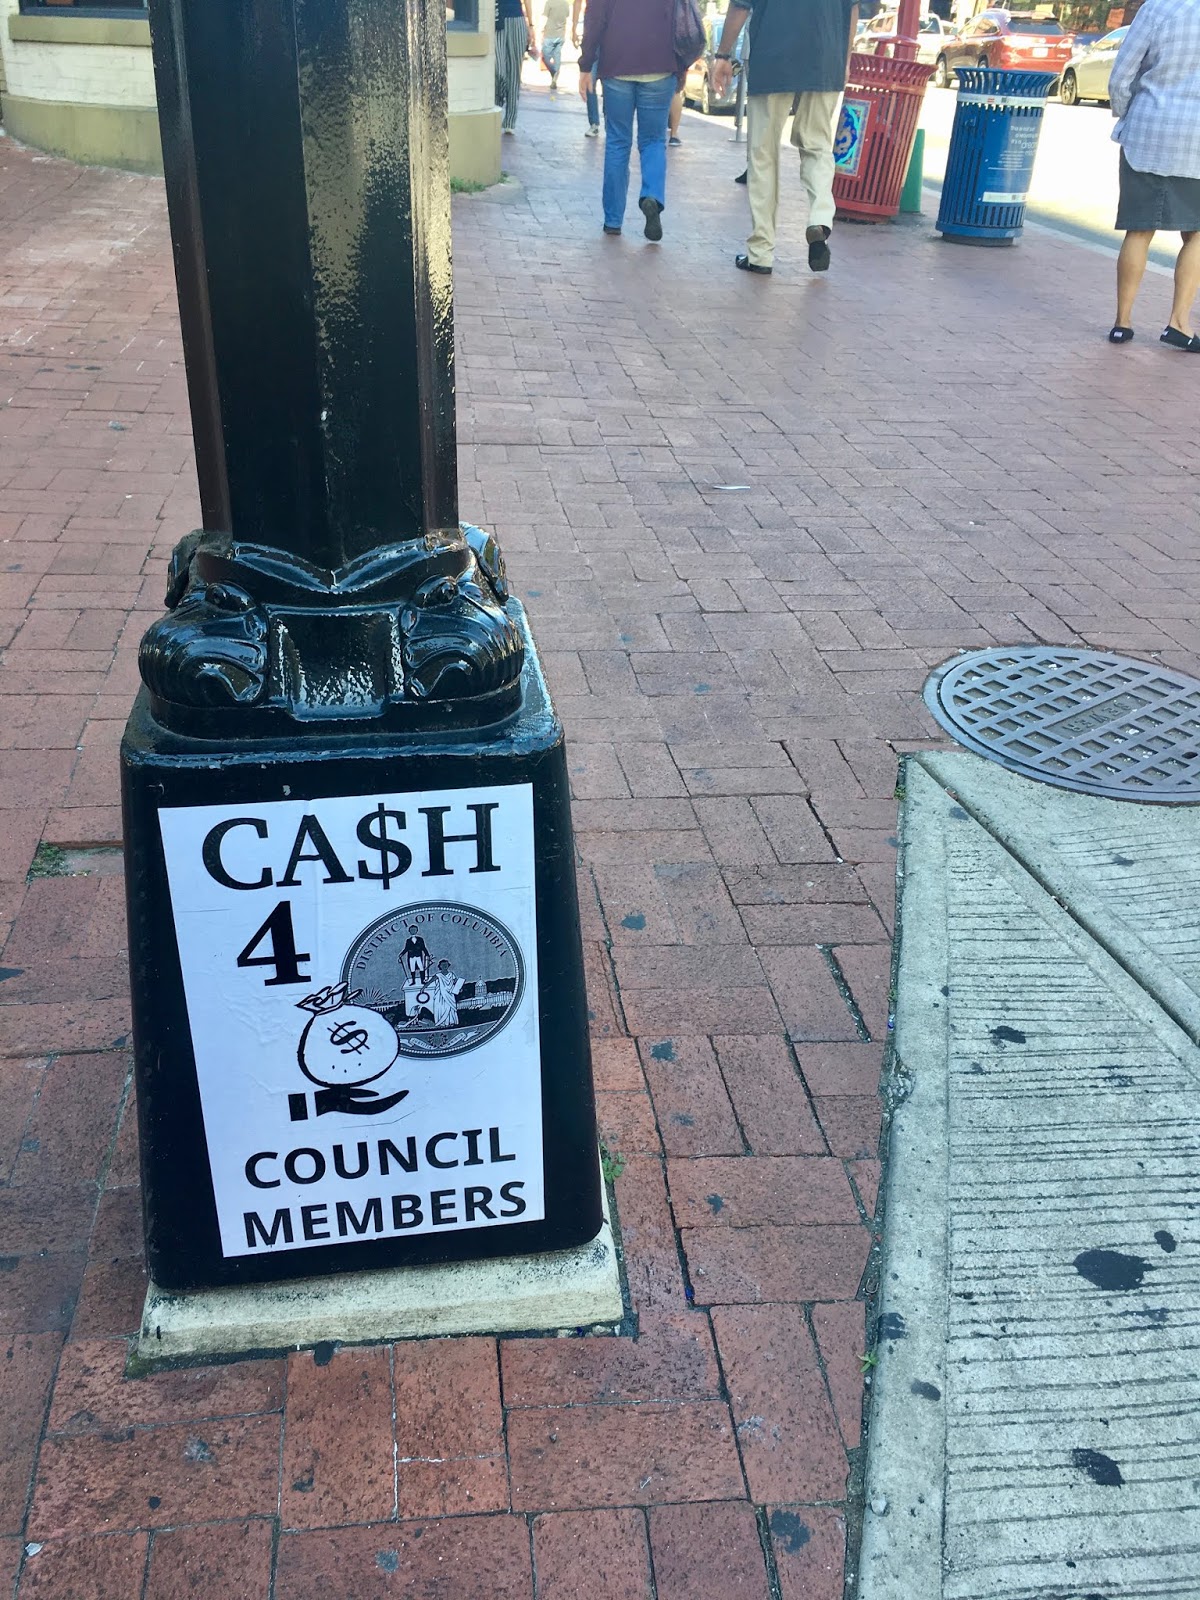 CA$H
4
DISTRICT OF COLUMBIA
$
COUNCIL
MEMBERS